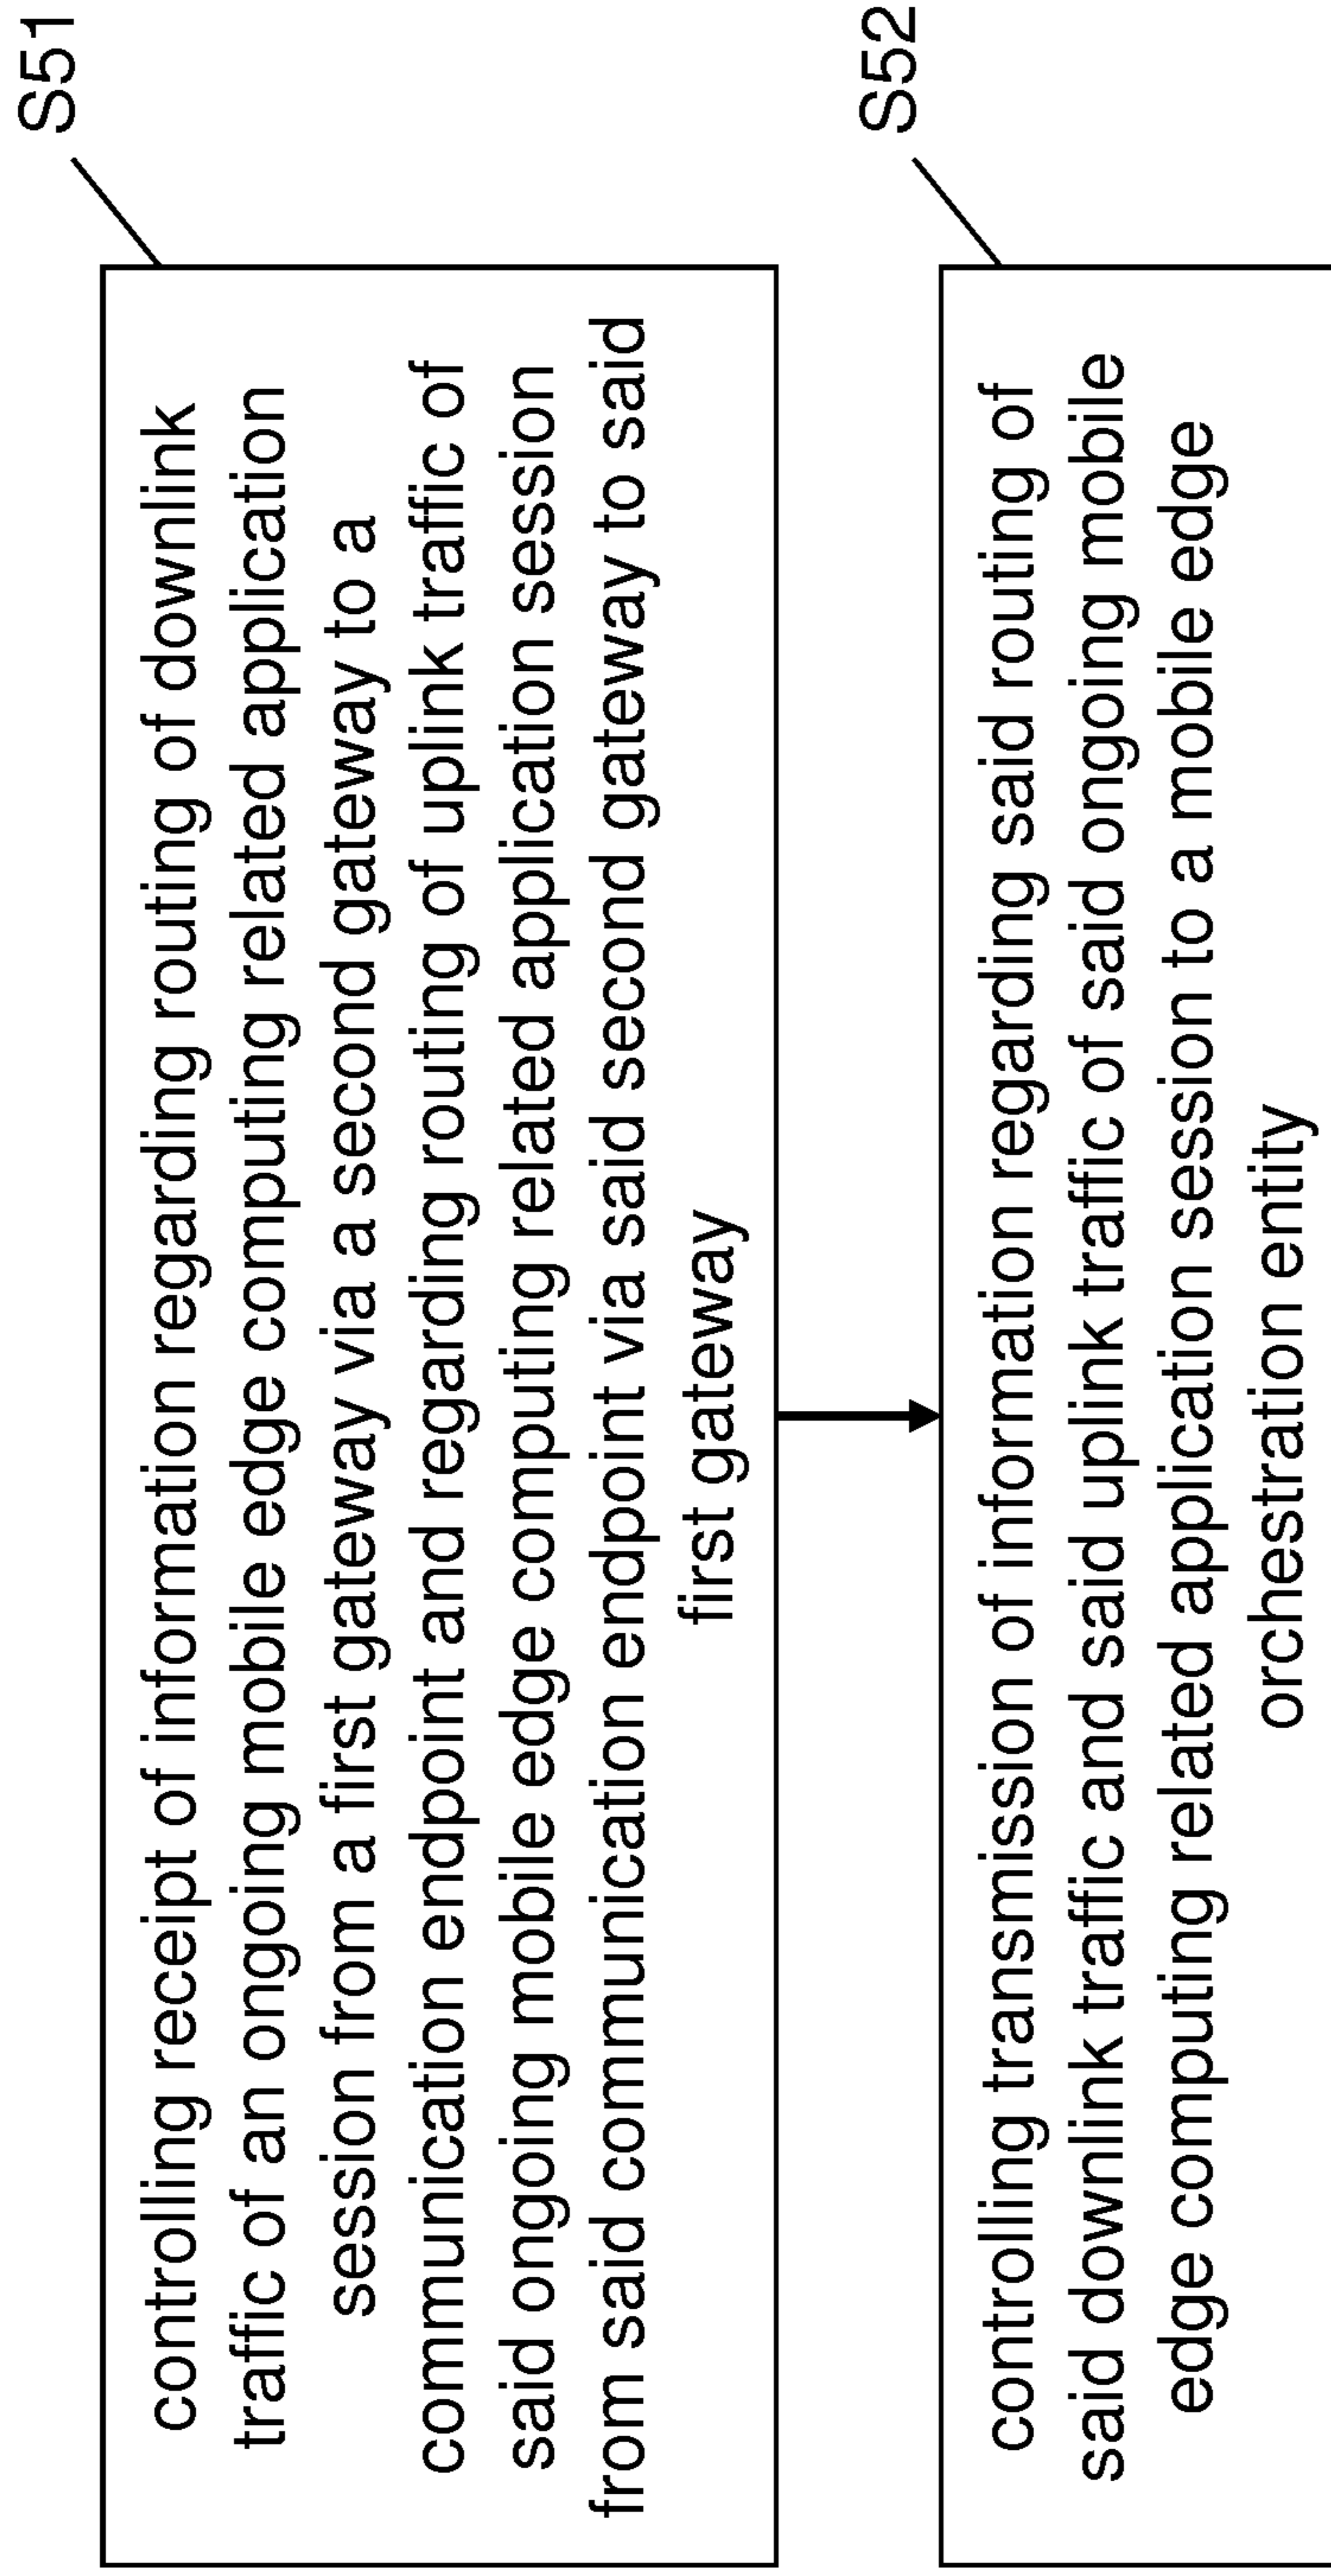 S51
controlling receipt of information regarding routing of downlink
traffic of an ongoing mobile edge computing related application
session from a first gateway via a second gateway to a
communication endpoint and regarding routing of uplink traffic of
said ongoing mobile edge computing related application session
from said communication endpoint via said second gateway to said
first gateway
S52
controlling transmission of information regarding said routing of
said downlink traffic and said uplink traffic of said ongoing mobile
edge computing related application session to a mobile edge
orchestration entity